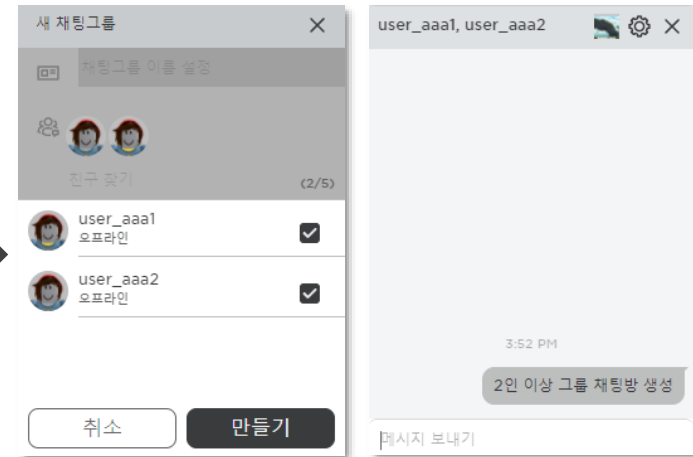 새 채팅그룹
채팅그룹 이름 설정
친구 찾기
(2/5)
user_aaa1
오프라인
user_aaa2
오프라인
취소
만들기
user_aaa1, user_aaa2
3:52 PM
2인 이상 그룹 채팅방 생성
메시지 보내기